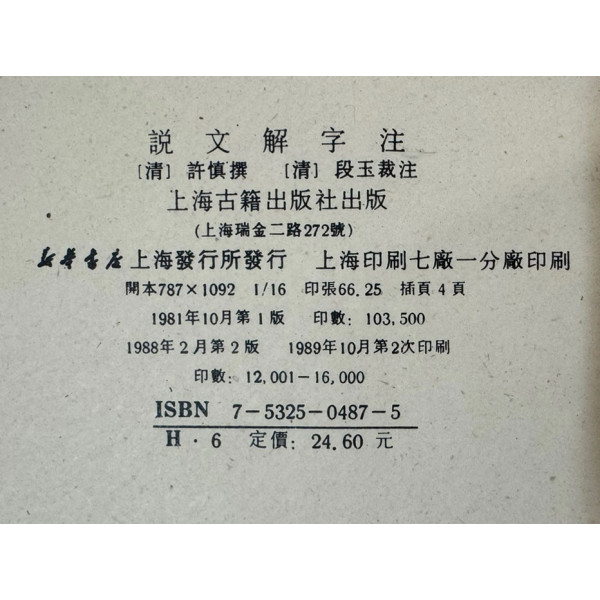 説文解字注
[清] 許慎撰 [清] 段玉裁注
上海古籍出版社出版
(上海瑞金二路272號)
新華書店上海發行所發行 上海印刷七廠一分廠印刷
開本787×1092 1/16 印張66.25 插頁4頁
1981年10月第1版 印數: 103,500
1988年2月第2版 1989年10月第2次印刷
印數: 12,001-16,000
ISBN 7-5325-0487-5
H·6 定價: 24.60 元